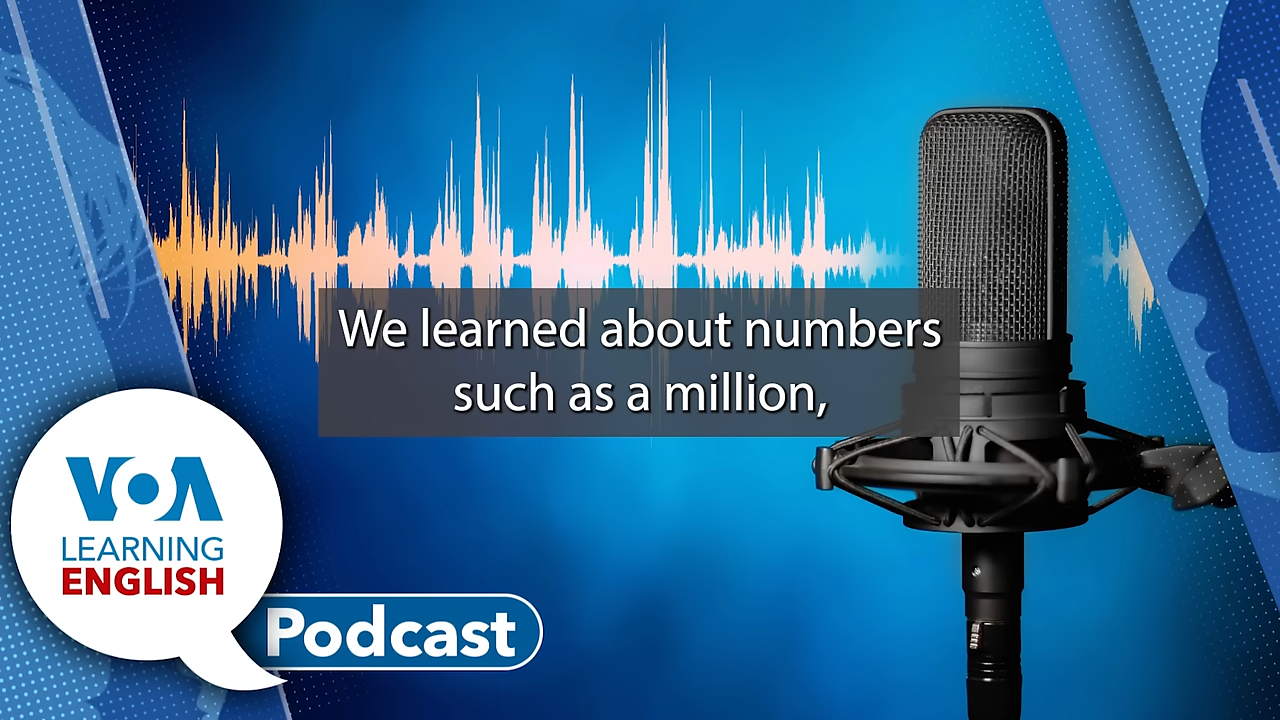 We learned about numbers
such as a million,
VOA
LEARNING
ENGLISH
Podcast